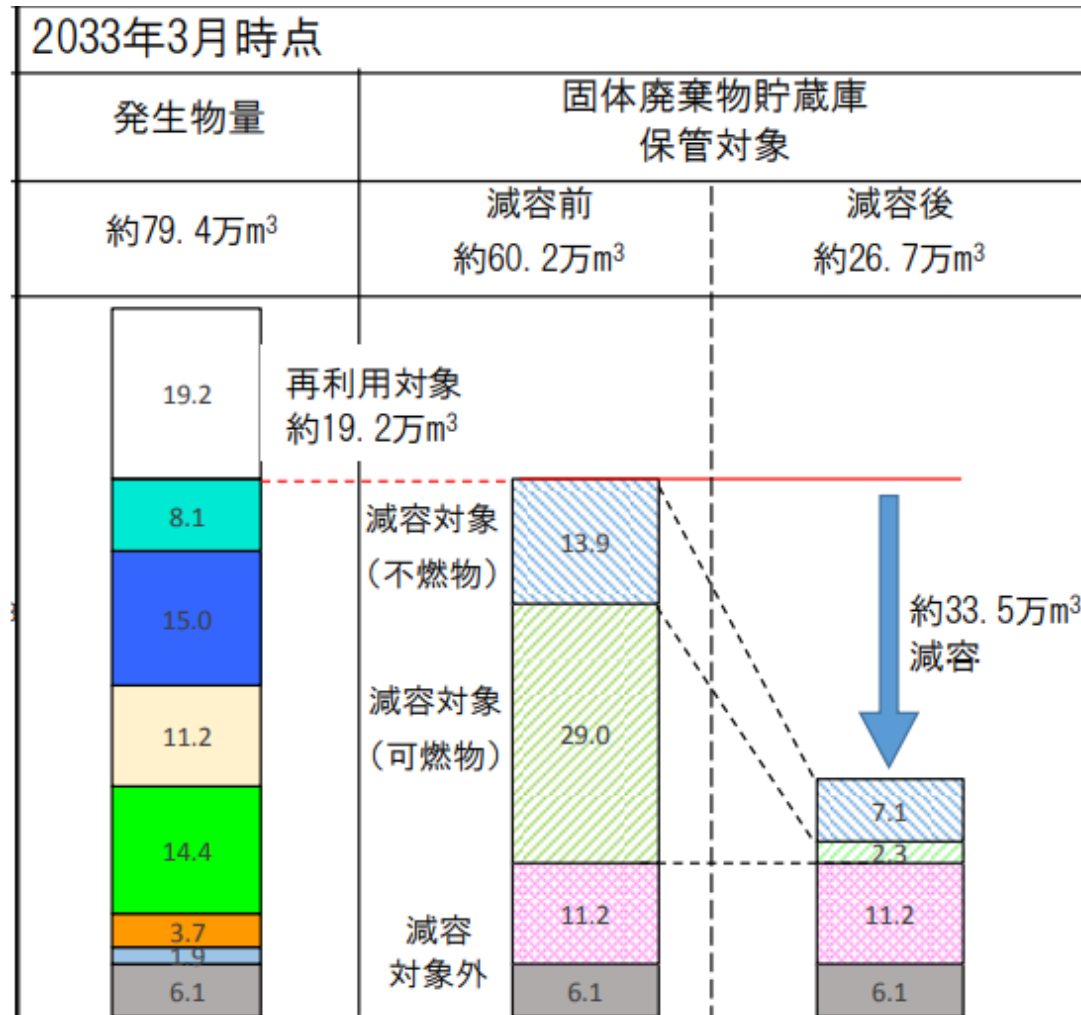 2033年3月時点
発生物量
固体廃棄物貯蔵庫
保管対象
約79.4万m³
減容前
約60.2万m³
減容後
約26.7万m³
19.2
再利用対象
約19.2万m³
8.1
15.0
11.2
14.4
3.7
1.9
6.1
減容対象
（不燃物）
減容対象
（可燃物）
減容
対象外
13.9
29.0
11.2
6.1
約33.5万m³
減容
7.1
2.3
11.2
6.1